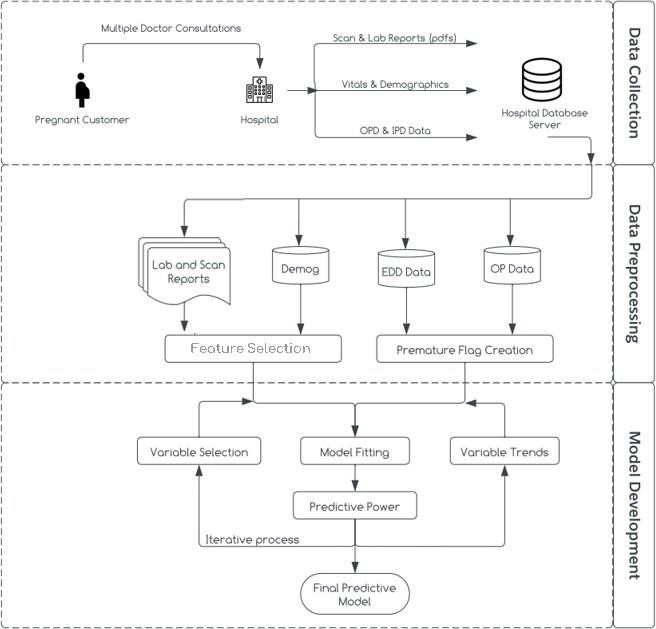 Multiple Doctor Consultations
Scan & Lab Reports (pdfs)
Vitals & Demographics
OPD & IPD Data
Pregnant Customer
Hospital
Hospital Database
Server
Data Collection
Lab and Scan
Reports
Demog
EDD Data
OP Data
Feature Selection
Premature Flag Creation
Data Preprocessing
Variable Selection
Model Fitting
Variable Trends
Predictive Power
Iterative process
Final Predictive
Model
Model Development